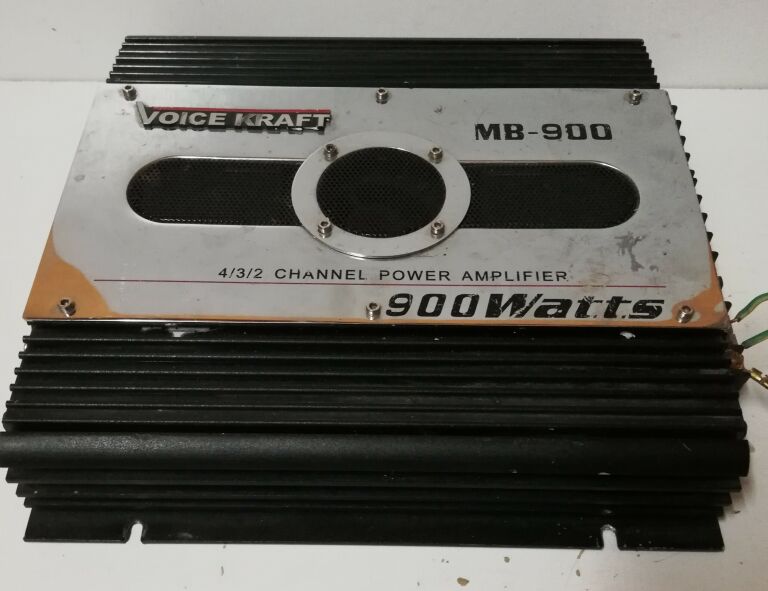 VOICE KRAFT
MB-900
4/3/2 CHANNEL POWER AMPLIFIER
900Watts